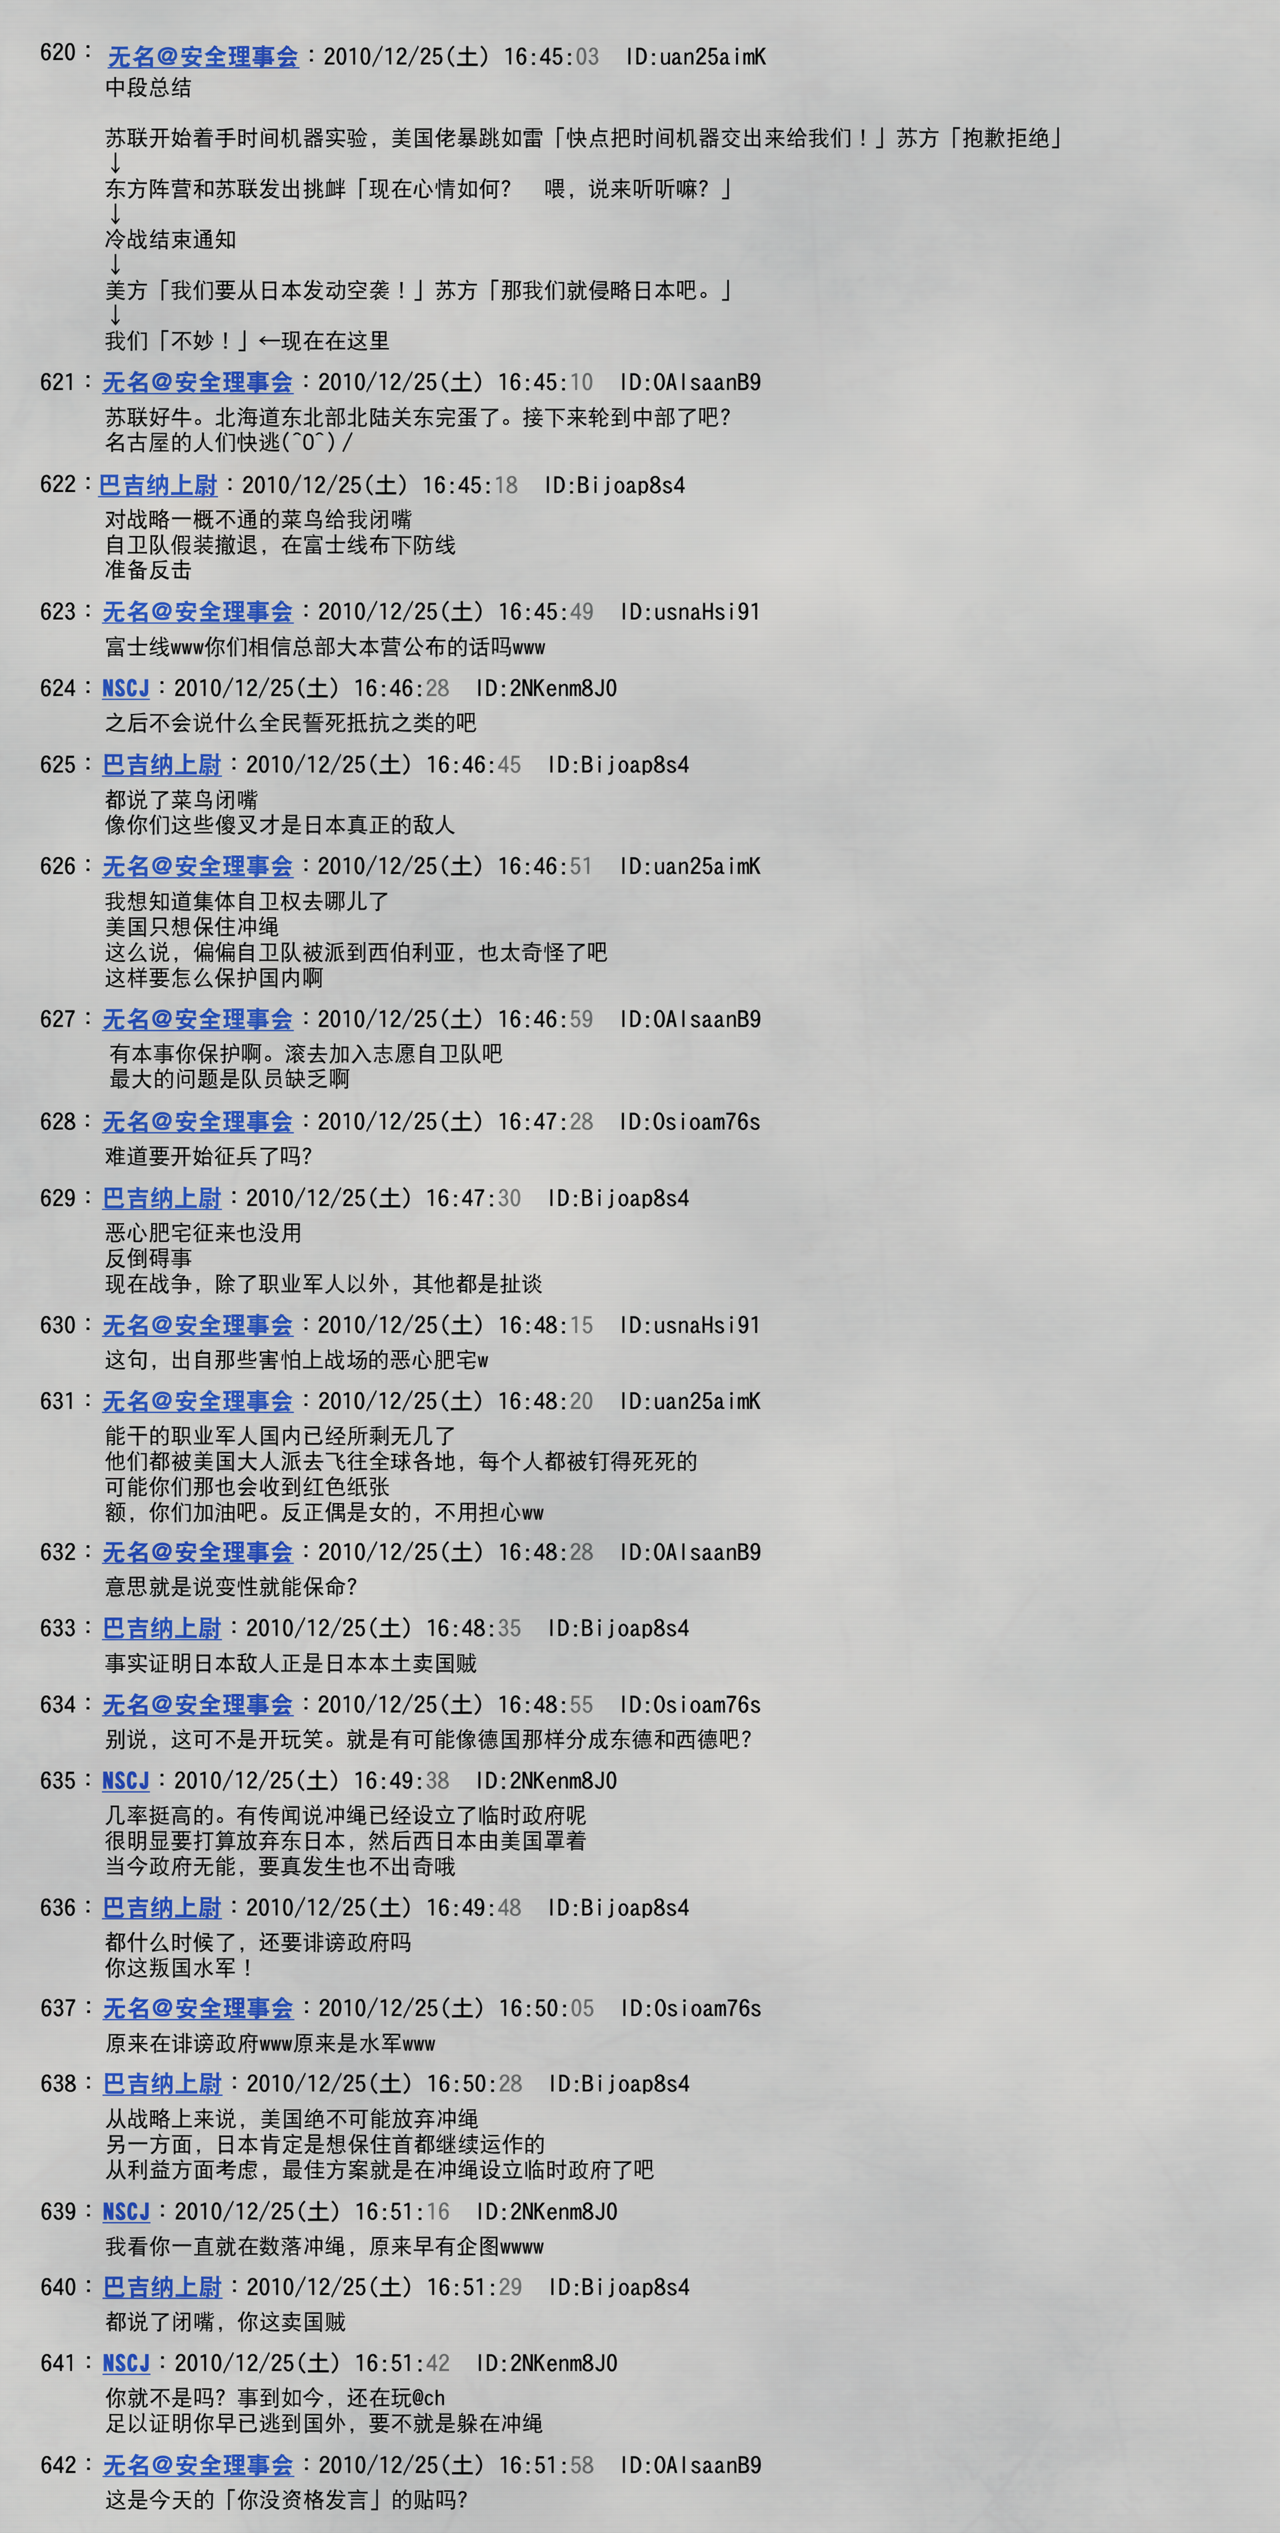 620： 无名＠安全理事会：2010/12/25(土) 16:45:03 ID:uan25aimK
中段总结
苏联开始着手时间机器实验，美国佬暴跳如雷「快点把时间机器交出来给我们！」苏方「抱歉拒绝」
↓
东方阵营和苏联发出挑衅「现在心情如何？ 喂，说来听听嘛？」
↓
冷战结束通知
↓
美方「我们要从日本发动空袭！」苏方「那我们就侵略日本吧。」
↓
我们「不妙！」←现在在这里
621：无名＠安全理事会：2010/12/25(土) 16:45:10 ID:OAIsaanB9
苏联好牛。北海道东北部北陆关东完蛋了。接下来轮到中部了吧？
名古屋的人们快逃(^O^)/
622：巴吉纳上尉：2010/12/25(土) 16:45:18 ID:Bijoap8s4
对战略一概不通的菜鸟给我闭嘴
自卫队假装撤退，在富士线布下防线
准备反击
623：无名＠安全理事会：2010/12/25(土) 16:45:49 ID:usnaHsi91
富士线www你们相信总部大本营公布的话吗www
624：NSCJ：2010/12/25(土) 16:46:28 ID:2NKenm8J0
之后不会说什么全民誓死抵抗之类的吧
625：巴吉纳上尉：2010/12/25(土) 16:46:45 ID:Bijoap8s4
都说了菜鸟闭嘴
像你们这些傻叉才是日本真正的敌人
626：无名＠安全理事会：2010/12/25(土) 16:46:51 ID:uan25aimK
我想知道集体自卫权去哪儿了
美国只想保住冲绳
这么说，偏偏自卫队被派到西伯利亚，也太奇怪了吧
这样要怎么保护国内啊
627：无名＠安全理事会：2010/12/25(土) 16:46:59 ID:OAIsaanB9
有本事你保护啊。滚去加入志愿自卫队吧
最大的问题是队员缺乏啊
628：无名＠安全理事会：2010/12/25(土) 16:47:28 ID:Osioam76s
难道要开始征兵了吗？
629：巴吉纳上尉：2010/12/25(土) 16:47:30 ID:Bijoap8s4
恶心肥宅征来也没用
反倒碍事
现在战争，除了职业军人以外，其他都是扯谈
630：无名＠安全理事会：2010/12/25(土) 16:48:15 ID:usnaHsi91
这句，出自那些害怕上战场的恶心肥宅w
631：无名＠安全理事会：2010/12/25(土) 16:48:20 ID:uan25aimK
能干的职业军人国内已经所剩无几了
他们都被美国大人派去飞往全球各地，每个人都被钉得死死的
可能你们那也会收到红色纸张
额，你们加油吧。反正偶是女的，不用担心ww
632：无名＠安全理事会：2010/12/25(土) 16:48:28 ID:OAIsaanB9
意思就是说变性就能保命？
633：巴吉纳上尉：2010/12/25(土) 16:48:35 ID:Bijoap8s4
事实证明日本敌人正是日本本土卖国贼
634：无名＠安全理事会：2010/12/25(土) 16:48:55 ID:Osioam76s
别说，这可不是开玩笑。就是有可能像德国那样分成东德和西德吧？
635：NSCJ：2010/12/25(土) 16:49:38 ID:2NKenm8J0
几率挺高的。有传闻说冲绳已经设立了临时政府呢
很明显要打算放弃东日本，然后西日本由美国罩着
当今政府无能，要真发生也不出奇哦
636：巴吉纳上尉：2010/12/25(土) 16:49:48 ID:Bijoap8s4
都什么时候了，还要诽谤政府吗
你这叛国水军！
637：无名＠安全理事会：2010/12/25(土) 16:50:05 ID:Osioam76s
原来在诽谤政府www原来是水军www
638：巴吉纳上尉：2010/12/25(土) 16:50:28 ID:Bijoap8s4
从战略上来说，美国绝不可能放弃冲绳
另一方面，日本肯定是想保住首都继续运作的
从利益方面考虑，最佳方案就是在冲绳设立临时政府了吧
639：NSCJ：2010/12/25(土) 16:51:16 ID:2NKenm8J0
我看你一直就在数落冲绳，原来早有企图wwww
640：巴吉纳上尉：2010/12/25(土) 16:51:29 ID:Bijoap8s4
都说了闭嘴，你这卖国贼
641：NSCJ：2010/12/25(土) 16:51:42 ID:2NKenm8J0
你就不是吗？事到如今，还在玩@ch
足以证明你早已逃到国外，要不就是躲在冲绳
642：无名＠安全理事会：2010/12/25(土) 16:51:58 ID:OAIsaanB9
这是今天的「你没资格发言」的贴吗？